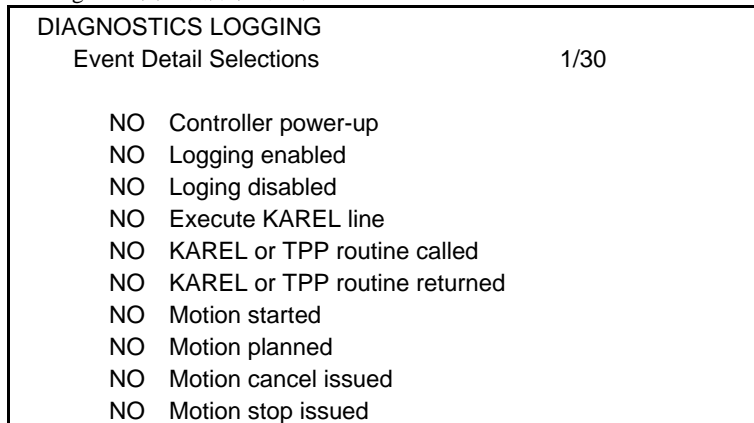 DIAGNOSTICS LOGGING
Event Detail Selections 1/30
NO Controller power-up
NO Logging enabled
NO Loging disabled
NO Execute KAREL line
NO KAREL or TPP routine called
NO KAREL or TPP routine returned
NO Motion started
NO Motion planned
NO Motion cancel issued
NO Motion stop issued